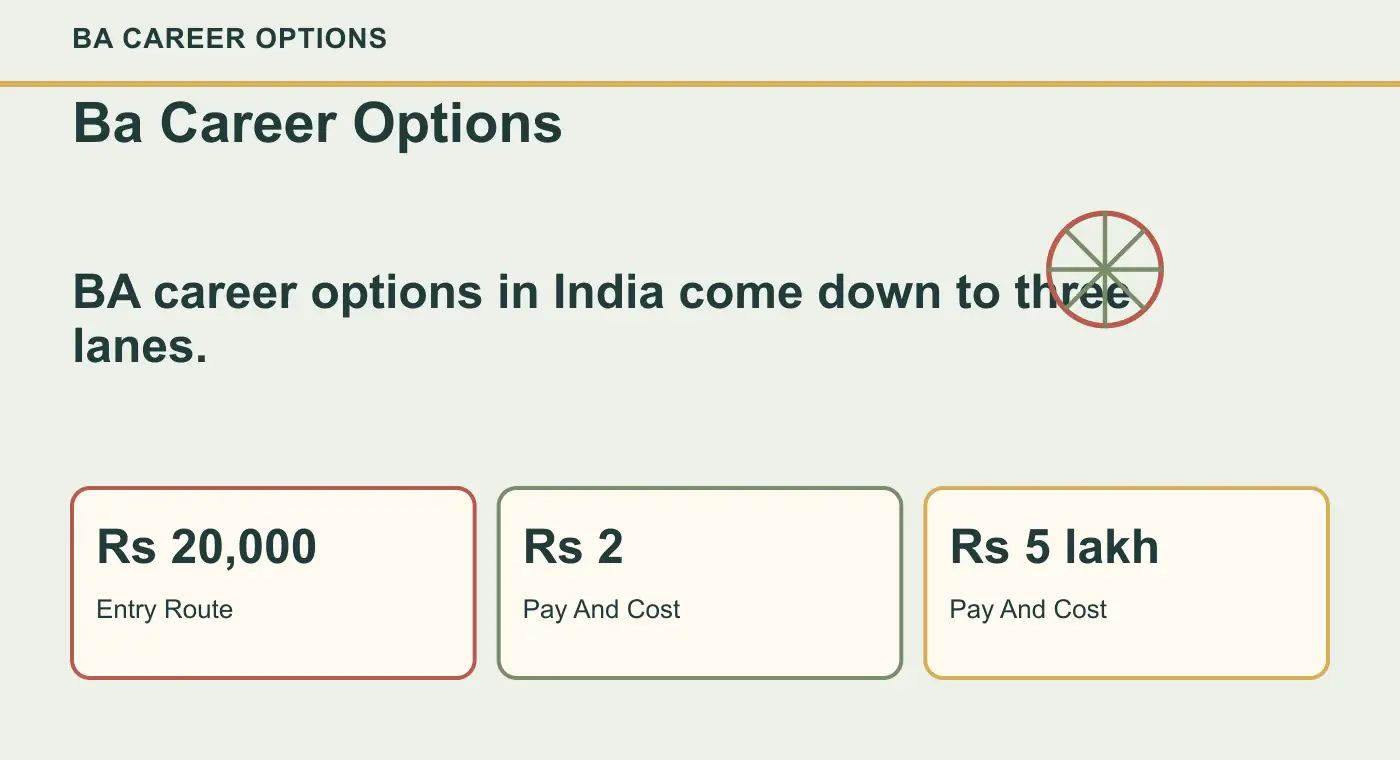 BA CAREER OPTIONS
Ba Career Options
BA career options in India come down to three
lanes.
Rs 20,000
Entry Route
Rs 2
Pay And Cost
Rs 5 lakh
Pay And Cost